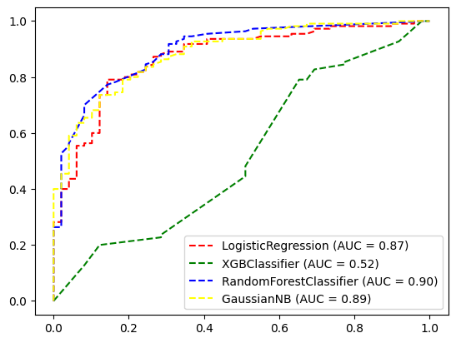 1.0
0.8
0.6
0.4
0.2
0.0
LogisticRegression (AUC = 0.87)
XGBClassifier (AUC = 0.52)
RandomForestClassifier (AUC = 0.90)
GaussianNB (AUC = 0.89)
0.0 0.2 0.4 0.6 0.8 1.0